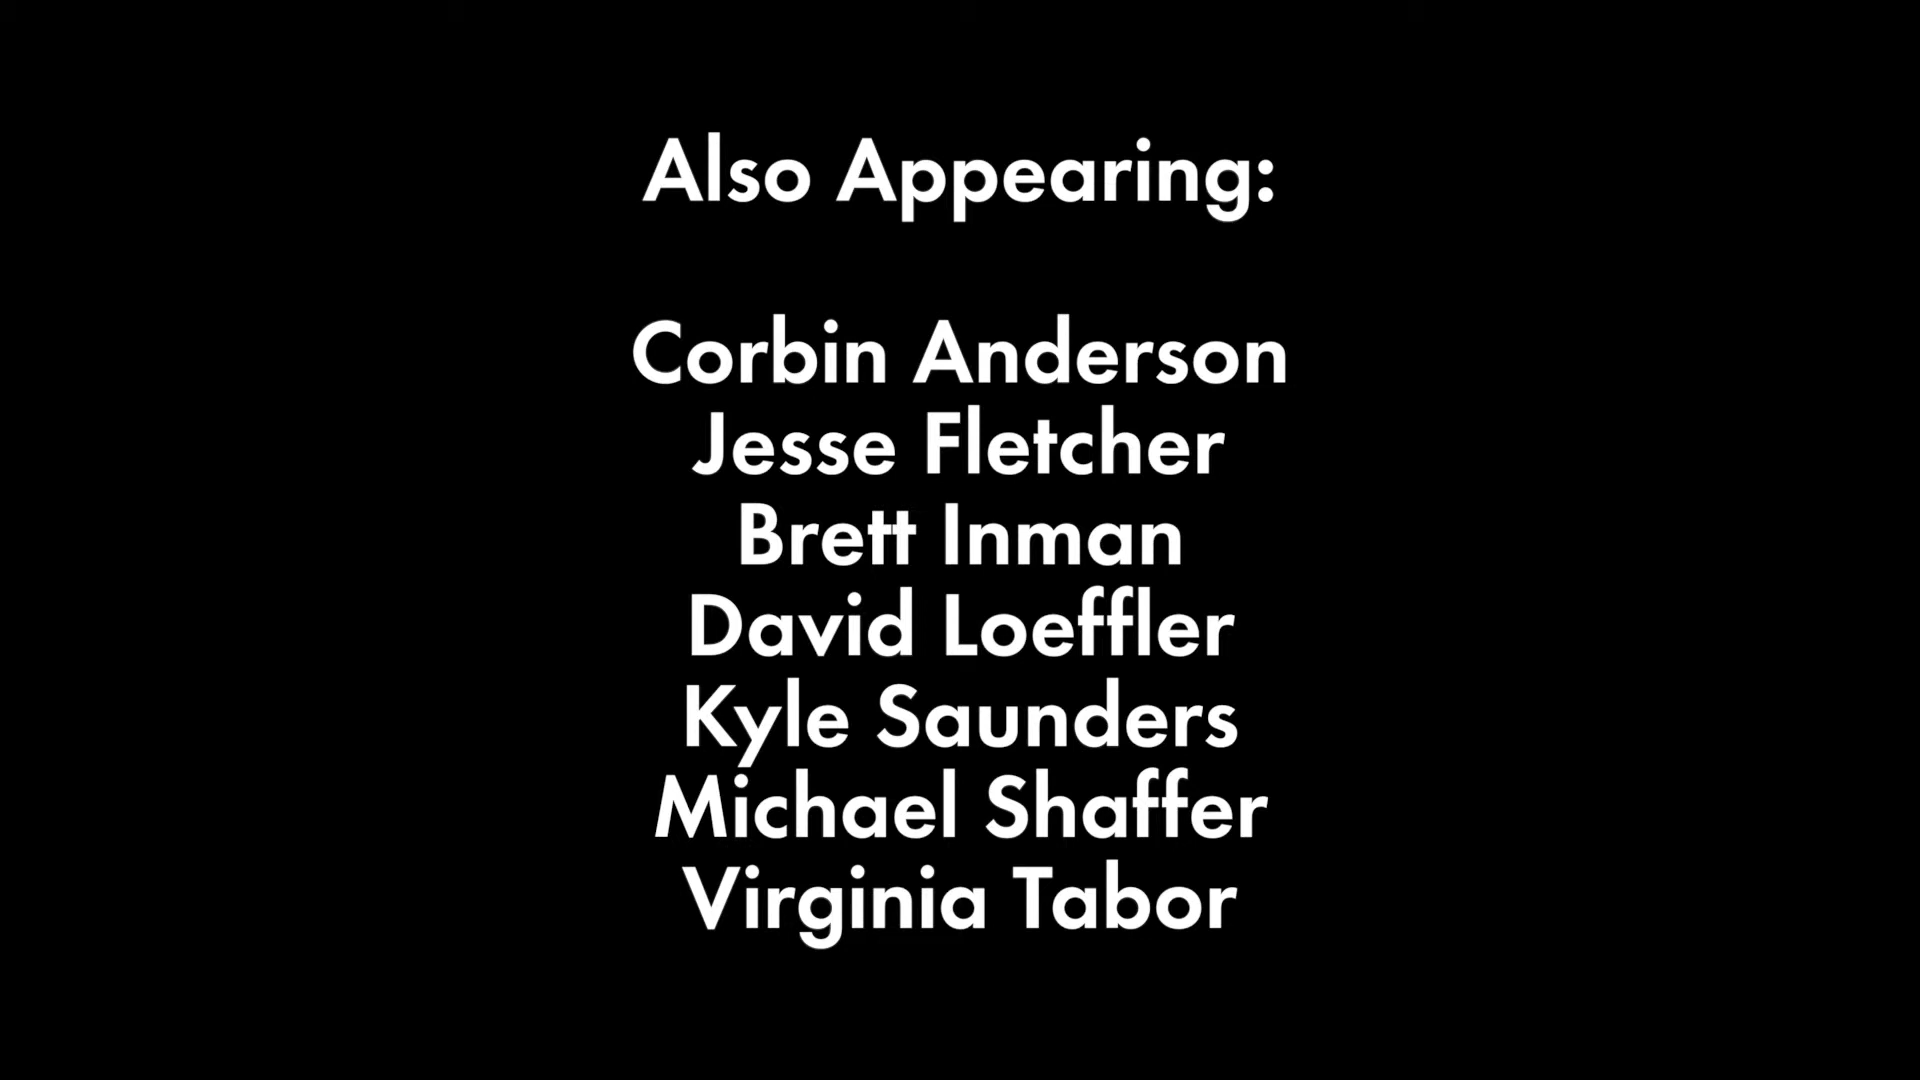 Also Appearing:
Corbin Anderson
Jesse Fletcher
Brett Inman
David Loeffler
Kyle Saunders
Michael Shaffer
Virginia Tabor